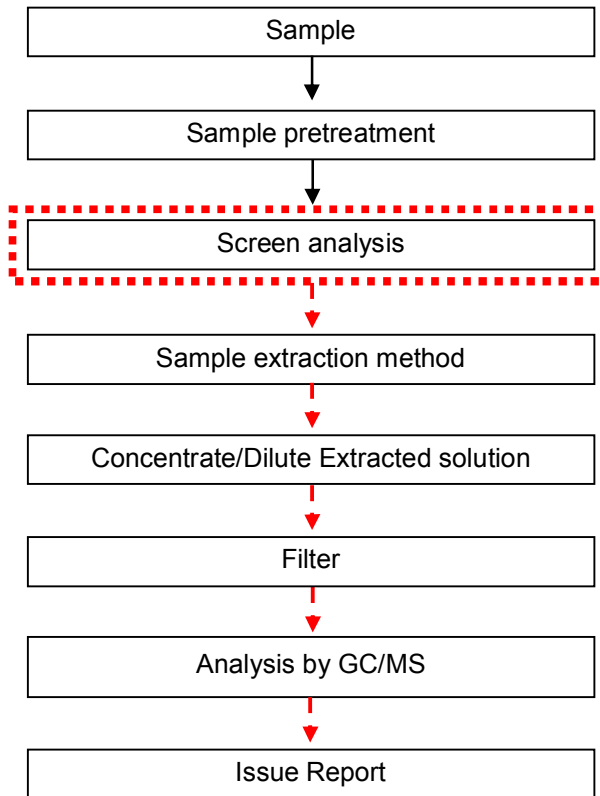 Sample
Sample pretreatment
Screen analysis
Sample extraction method
Concentrate/Dilute Extracted solution
Filter
Analysis by GC/MS
Issue Report